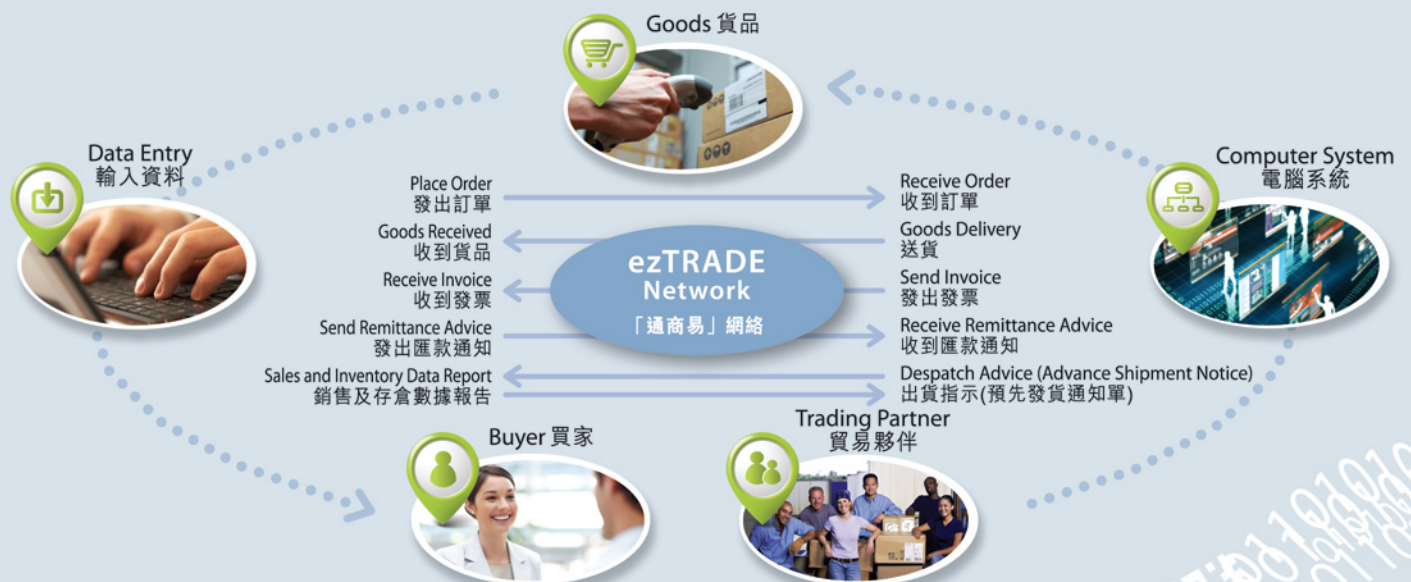 Goods 貨品
Data Entry
輸入資料
Computer System
電腦系統
Place Order
發出訂單
Receive Order
收到訂單
Goods Received
收到貨品
Goods Delivery
送貨
Receive Invoice
收到發票
Send Invoice
發出發票
Send Remittance Advice
發出匯款通知
Receive Remittance Advice
收到匯款通知
Sales and Inventory Data Report
銷售及存倉數據報告
Despatch Advice (Advance Shipment Notice)
出貨指示(預先發貨通知單)
ezTRADE
Network
「通商易」網絡
Buyer 買家
Trading Partner
貿易夥伴